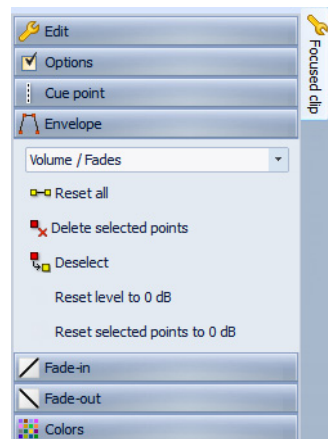 Edit
Options
Cue point
Envelope
Volume / Fades
Reset all
Delete selected points
Deselect
Reset level to 0 dB
Reset selected points to 0 dB
Fade-in
Fade-out
Colors
Focused clip